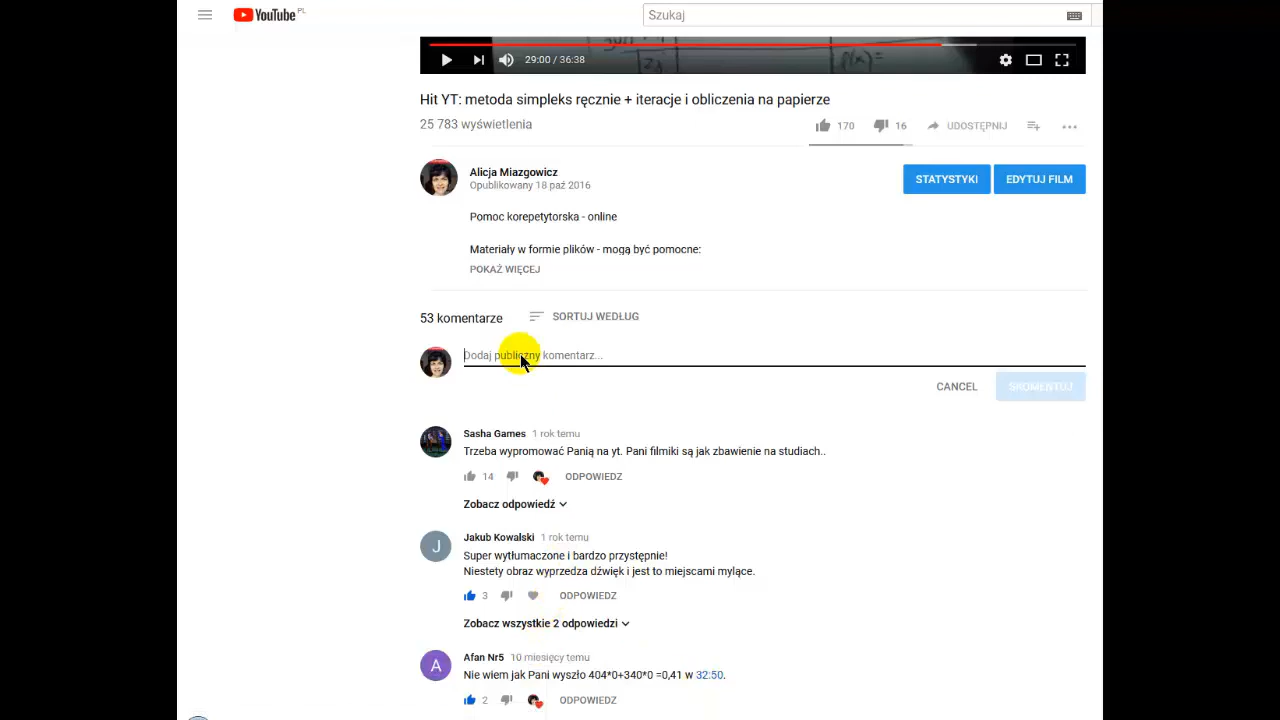 YouTube PL
Szukaj
29:00 / 36:38
Hit YT: metoda simpleks ręcznie + iteracje i obliczenia na papierze
25 783 wyświetlenia
170
16
UDOSTĘPNIJ
Alicja Miazgowicz
Opublikowany 18 paź 2016
STATYSTYKI
EDYTUJ FILM
Pomoc korepetytorska - online
Materiały w formie plików - mogą być pomocne:
POKAŻ WIĘCEJ
53 komentarze
SORTUJ WEDŁUG
Dodaj publiczny komentarz...
CANCEL
SKOMENTUJ
Sasha Games 1 rok temu
Trzeba wypromować Panią na yt. Pani filmiki są jak zbawienie na studiach..
14
ODPOWIEDZ
Zobacz odpowiedź
J
Jakub Kowalski 1 rok temu
Super wytłumaczone i bardzo przystępnie!
Niestety obraz wyprzedza dźwięk i jest to miejscami mylące.
3
ODPOWIEDZ
Zobacz wszystkie 2 odpowiedzi
A
Afan Nr5 10 miesięcy temu
Nie wiem jak Pani wyszło 404*0+340*0 =0,41 w 32:50.
2
ODPOWIEDZ